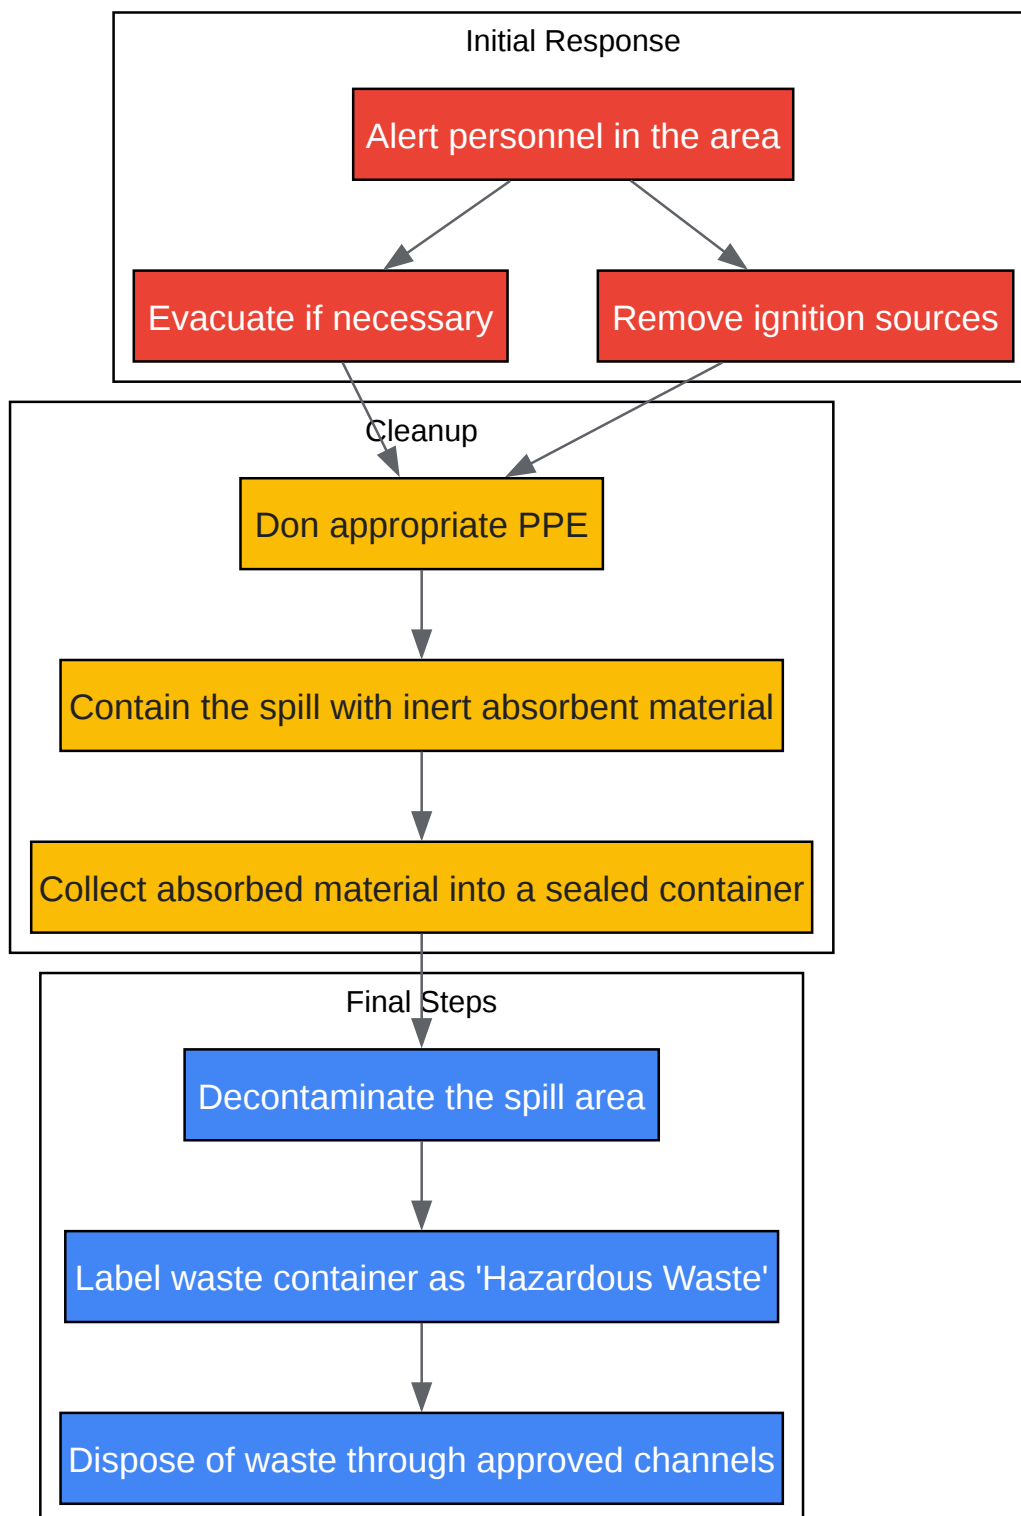 Initial Response
Alert personnel in the area
Evacuate if necessary
Remove ignition sources
Cleanup
Don appropriate PPE
Contain the spill with inert absorbent material
Collect absorbed material into a sealed container
Final Steps
Decontaminate the spill area
Label waste container as 'Hazardous Waste'
Dispose of waste through approved channels